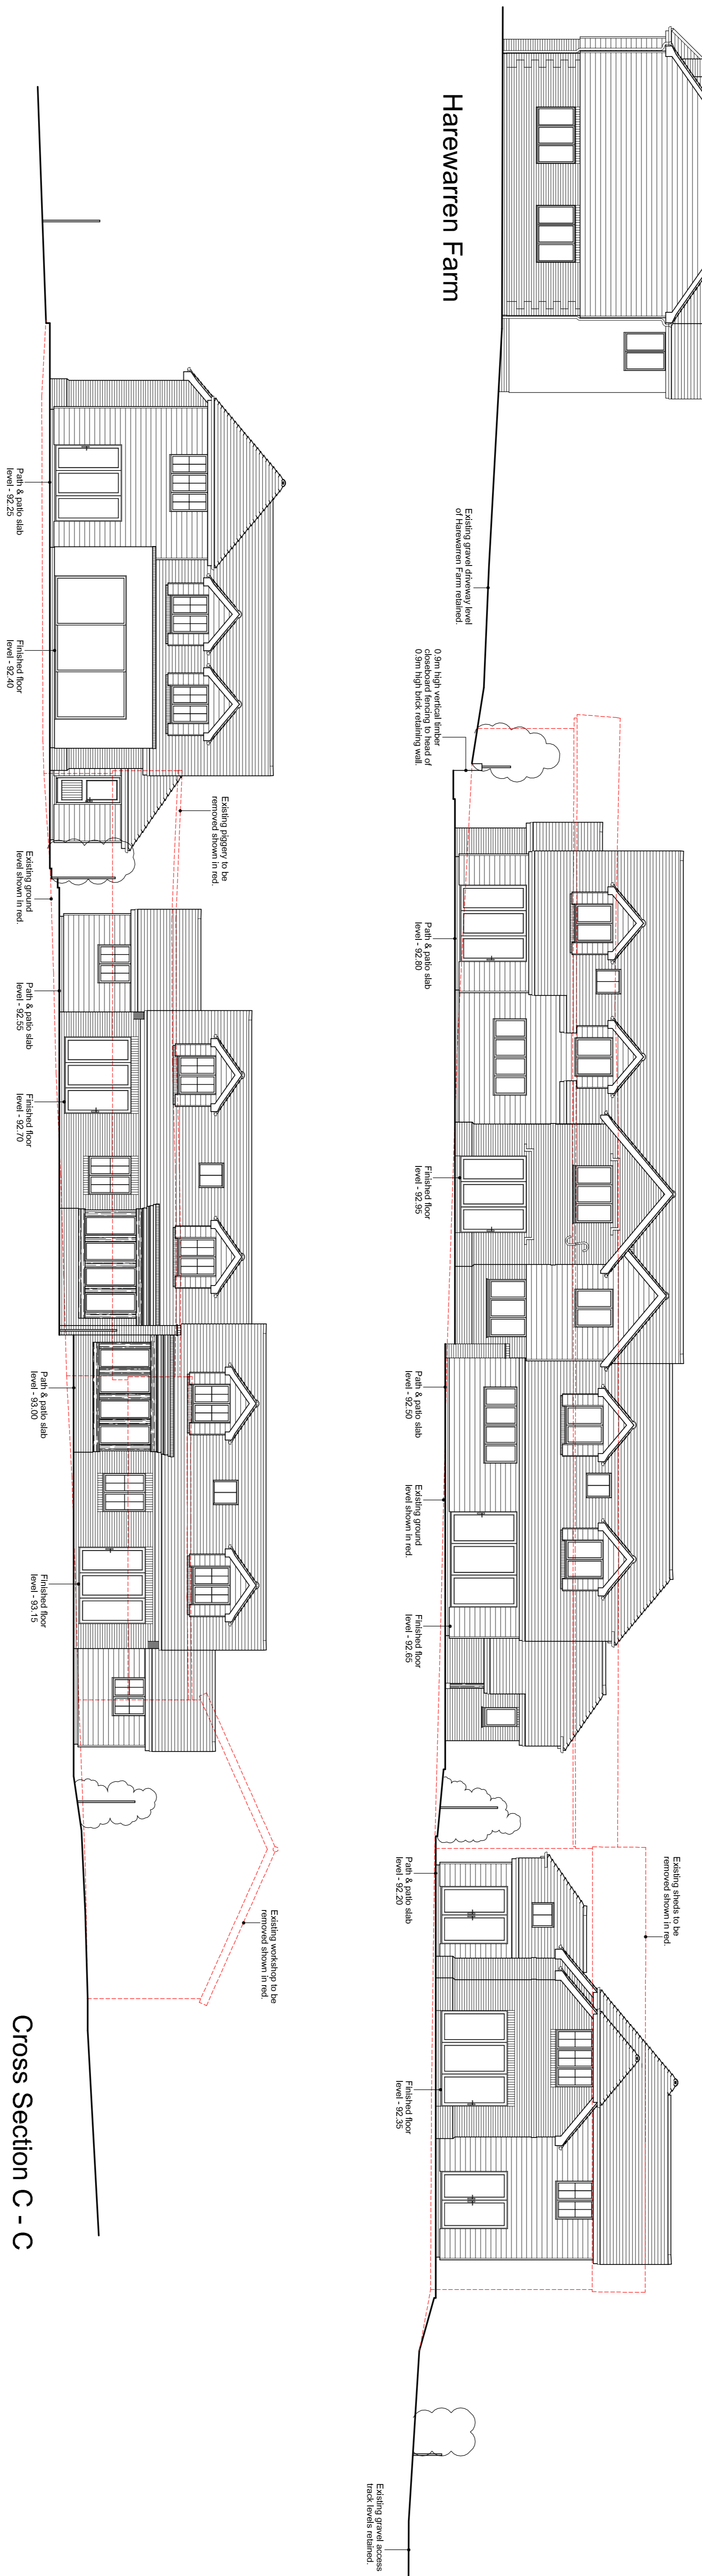 Harewarren Farm
Existing gravel driveway level
of Harewarren Farm retained.
0.9m high vertical timber
closeboard fencing to head of
0.9m high brick retaining wall.
Path & patio slab
level - 92.80
Finished floor
level - 92.95
Path & patio slab
level - 92.50
Existing ground
level shown in red.
Finished floor
level - 92.65
Existing sheds to be
removed shown in red.
Path & patio slab
level - 92.20
Finished floor
level - 92.35
Existing gravel access
track levels retained.
Path & patio slab
level - 92.25
Finished floor
level - 92.40
Existing piggery to be
removed shown in red.
Existing ground
level shown in red.
Path & patio slab
level - 92.55
Finished floor
level - 92.70
Path & patio slab
level - 93.00
Finished floor
level - 93.15
Existing workshop to be
removed shown in red.
Cross Section C - C